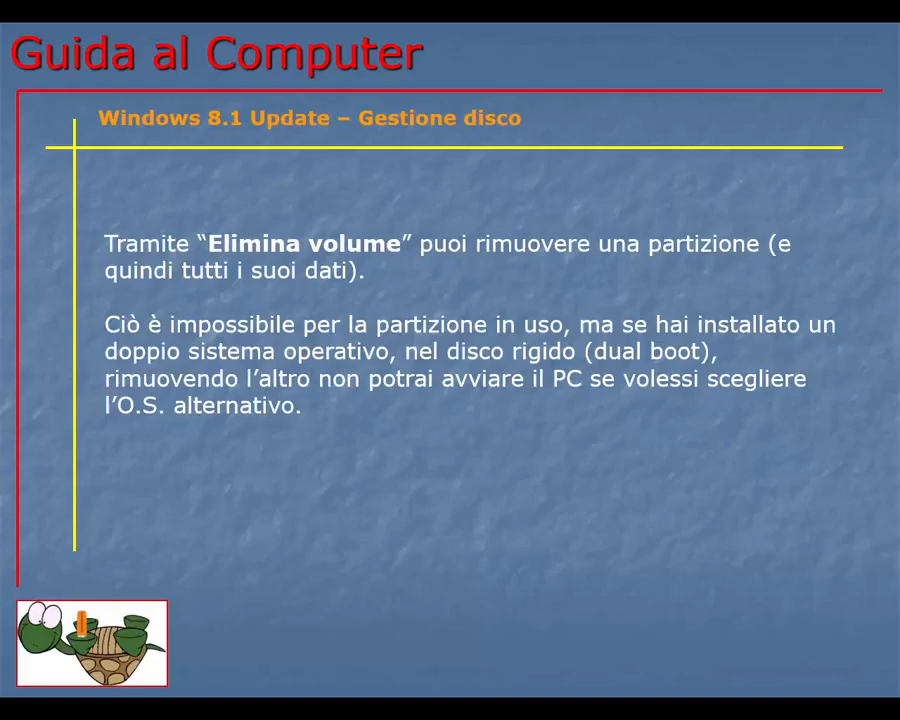 Guida al Computer
Windows 8.1 Update – Gestione disco
Tramite “Elimina volume” puoi rimuovere una partizione (e
quindi tutti i suoi dati).
Ciò è impossibile per la partizione in uso, ma se hai installato un
doppio sistema operativo, nel disco rigido (dual boot),
rimuovendo l’altro non potrai avviare il PC se volessi scegliere
l’O.S. alternativo.